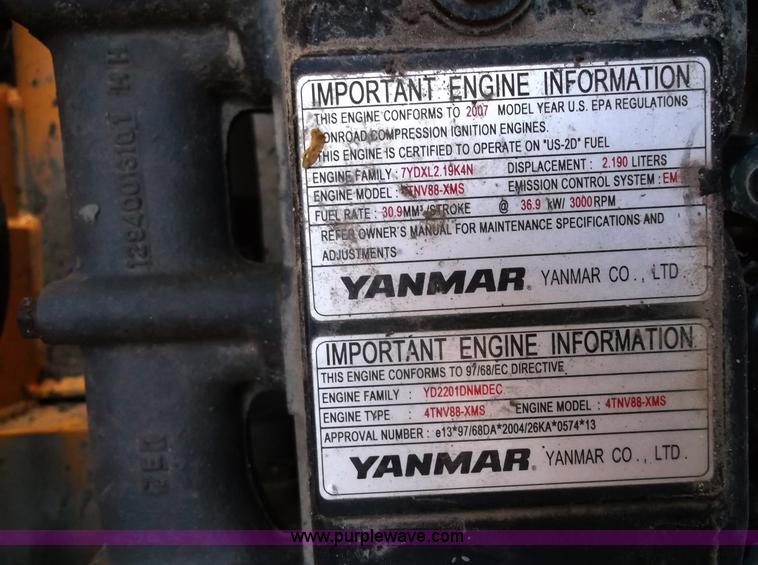 IMPORTANT ENGINE INFORMATION
THIS ENGINE CONFORMS TO 2007 MODEL YEAR U.S. EPA REGULATIONS
NONROAD COMPRESSION IGNITION ENGINES.
THIS ENGINE IS CERTIFIED TO OPERATE ON "US-2D" FUEL
ENGINE FAMILY : 7YDXL2.19K4N DISPLACEMENT : 2.190 LITERS
ENGINE MODEL : 4TNV88-XMS EMISSION CONTROL SYSTEM : EM
FUEL RATE : 30.9MM³/STROKE @ 36.9 kW/ 3000RPM
REFER OWNER'S MANUAL FOR MAINTENANCE SPECIFICATIONS AND
ADJUSTMENTS
YANMAR YANMAR CO., LTD.
IMPORTANT ENGINE INFORMATION
THIS ENGINE CONFORMS TO 97/68/EC DIRECTIVE
ENGINE FAMILY : YD2201DNMDEC
ENGINE TYPE : 4TNV88-XMS ENGINE MODEL : 4TNV88-XMS
APPROVAL NUMBER : e13*97/68DA*2004/26KA*0574*13
YANMAR. YANMAR CO., LTD.
www.purplewave.com